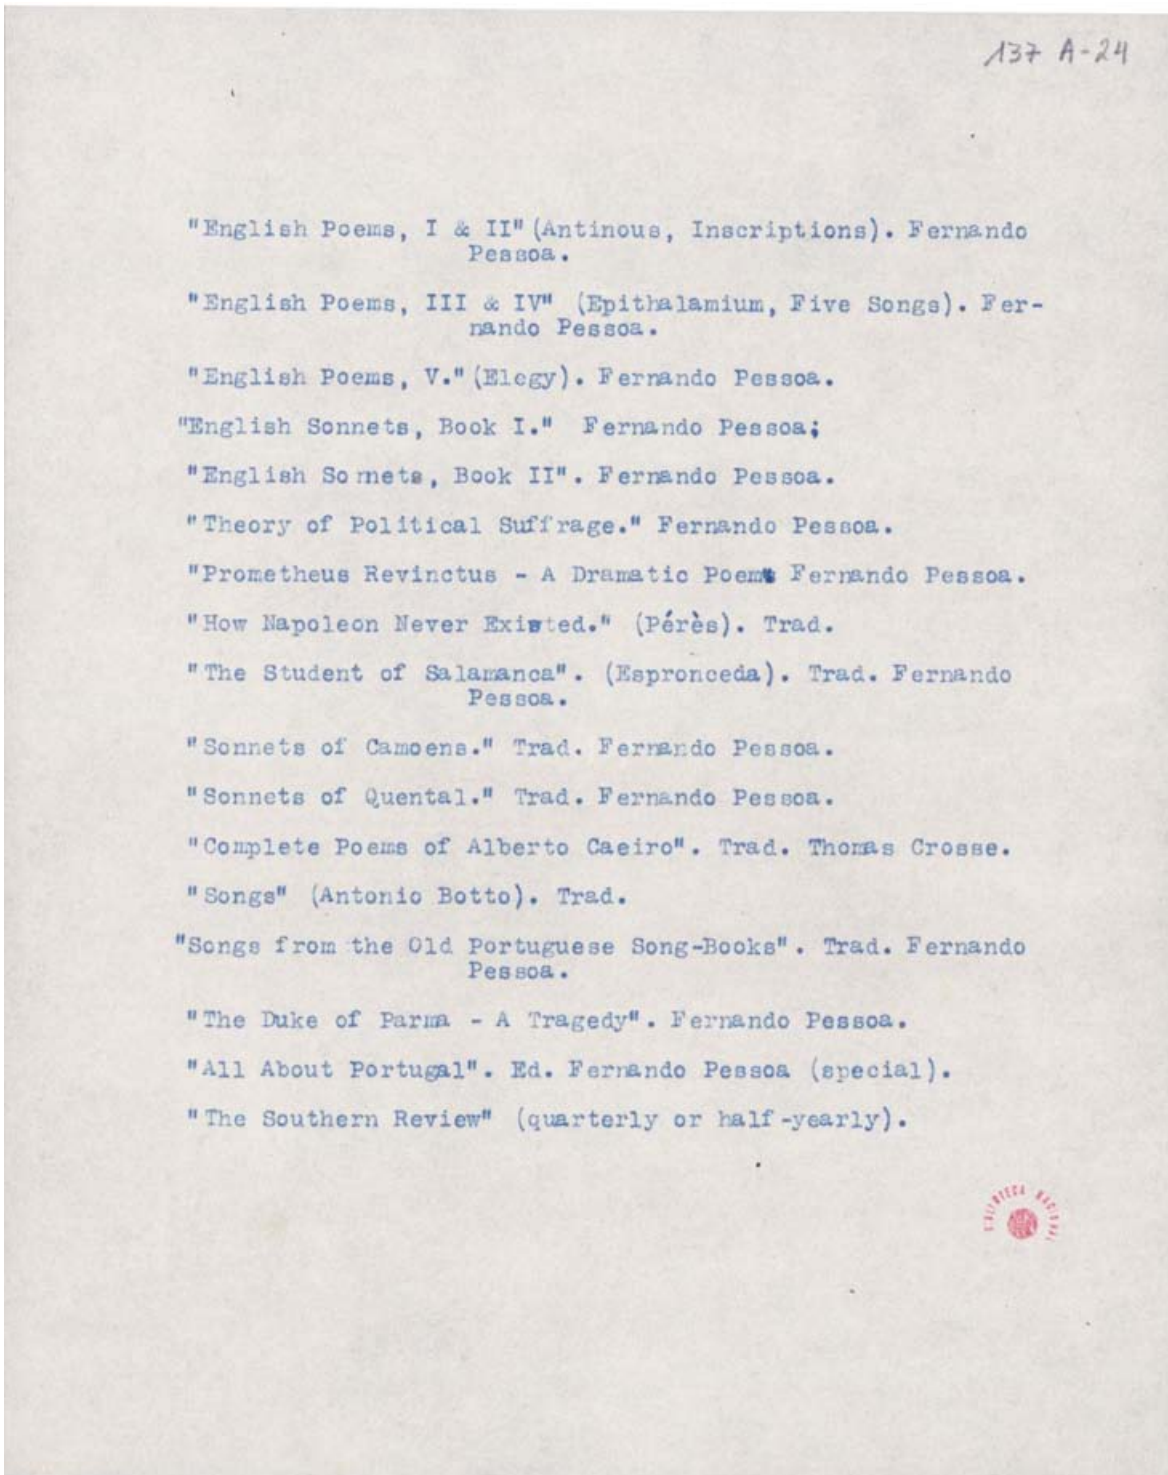 137 A-24
"English Poems, I & II"(Antinous, Inscriptions). Fernando
Pessoa.
"English Poems, III & IV" (Epithalamium, Five Songs). Fer-
nando Pessoa.
"English Poems, V."(Elegy). Fernando Pessoa.
"English Sonnets, Book I."  Fernando Pessoa;
"English Sonnets, Book II". Fernando Pessoa.
"Theory of Political Suffrage." Fernando Pessoa.
"Prometheus Revinctus - A Dramatic Poem" Fernando Pessoa.
"How Napoleon Never Existed." (Pérès). Trad.
"The Student of Salamanca". (Espronceda). Trad. Fernando
Pessoa.
"Sonnets of Camoens." Trad. Fernando Pessoa.
"Sonnets of Quental." Trad. Fernando Pessoa.
"Complete Poems of Alberto Caeiro". Trad. Thomas Crosse.
"Songs" (Antonio Botto). Trad.
"Songs from the Old Portuguese Song-Books". Trad. Fernando
Pessoa.
"The Duke of Parma - A Tragedy". Fernando Pessoa.
"All About Portugal". Ed. Fernando Pessoa (special).
"The Southern Review" (quarterly or half-yearly).
BIBLIOTECA NACIONAL